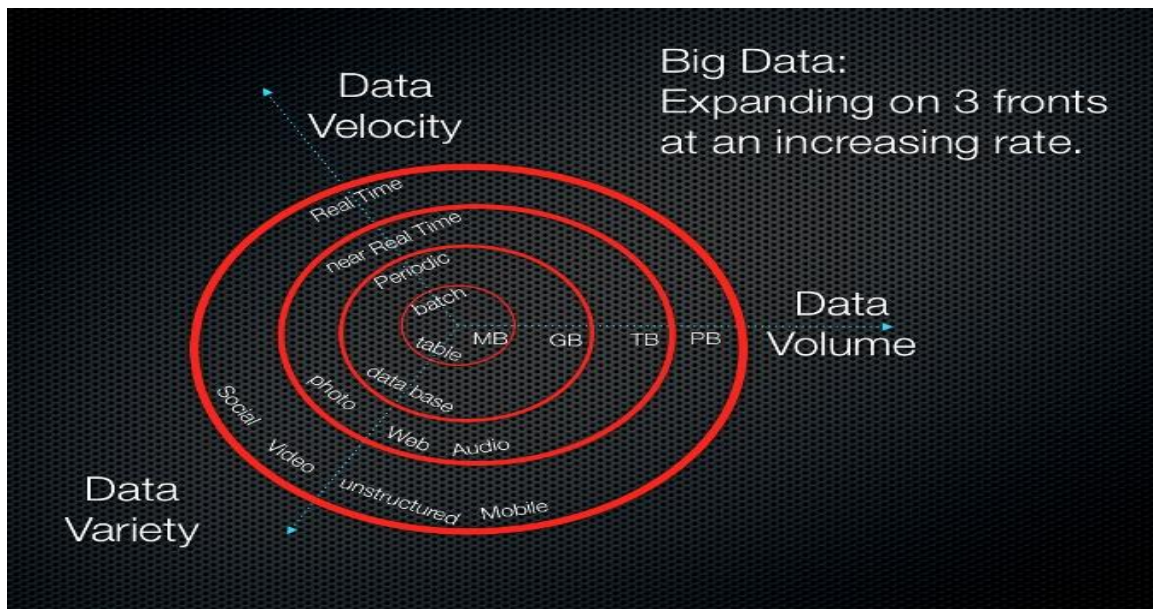 Big Data:
Expanding on 3 fronts
at an increasing rate.
Data
Velocity
Real Time
near Real Time
Periodic
batch
MB GB TB PB
Data
Volume
table
data base
photo Web Audio
Social Video unstructured Mobile
Data
Variety